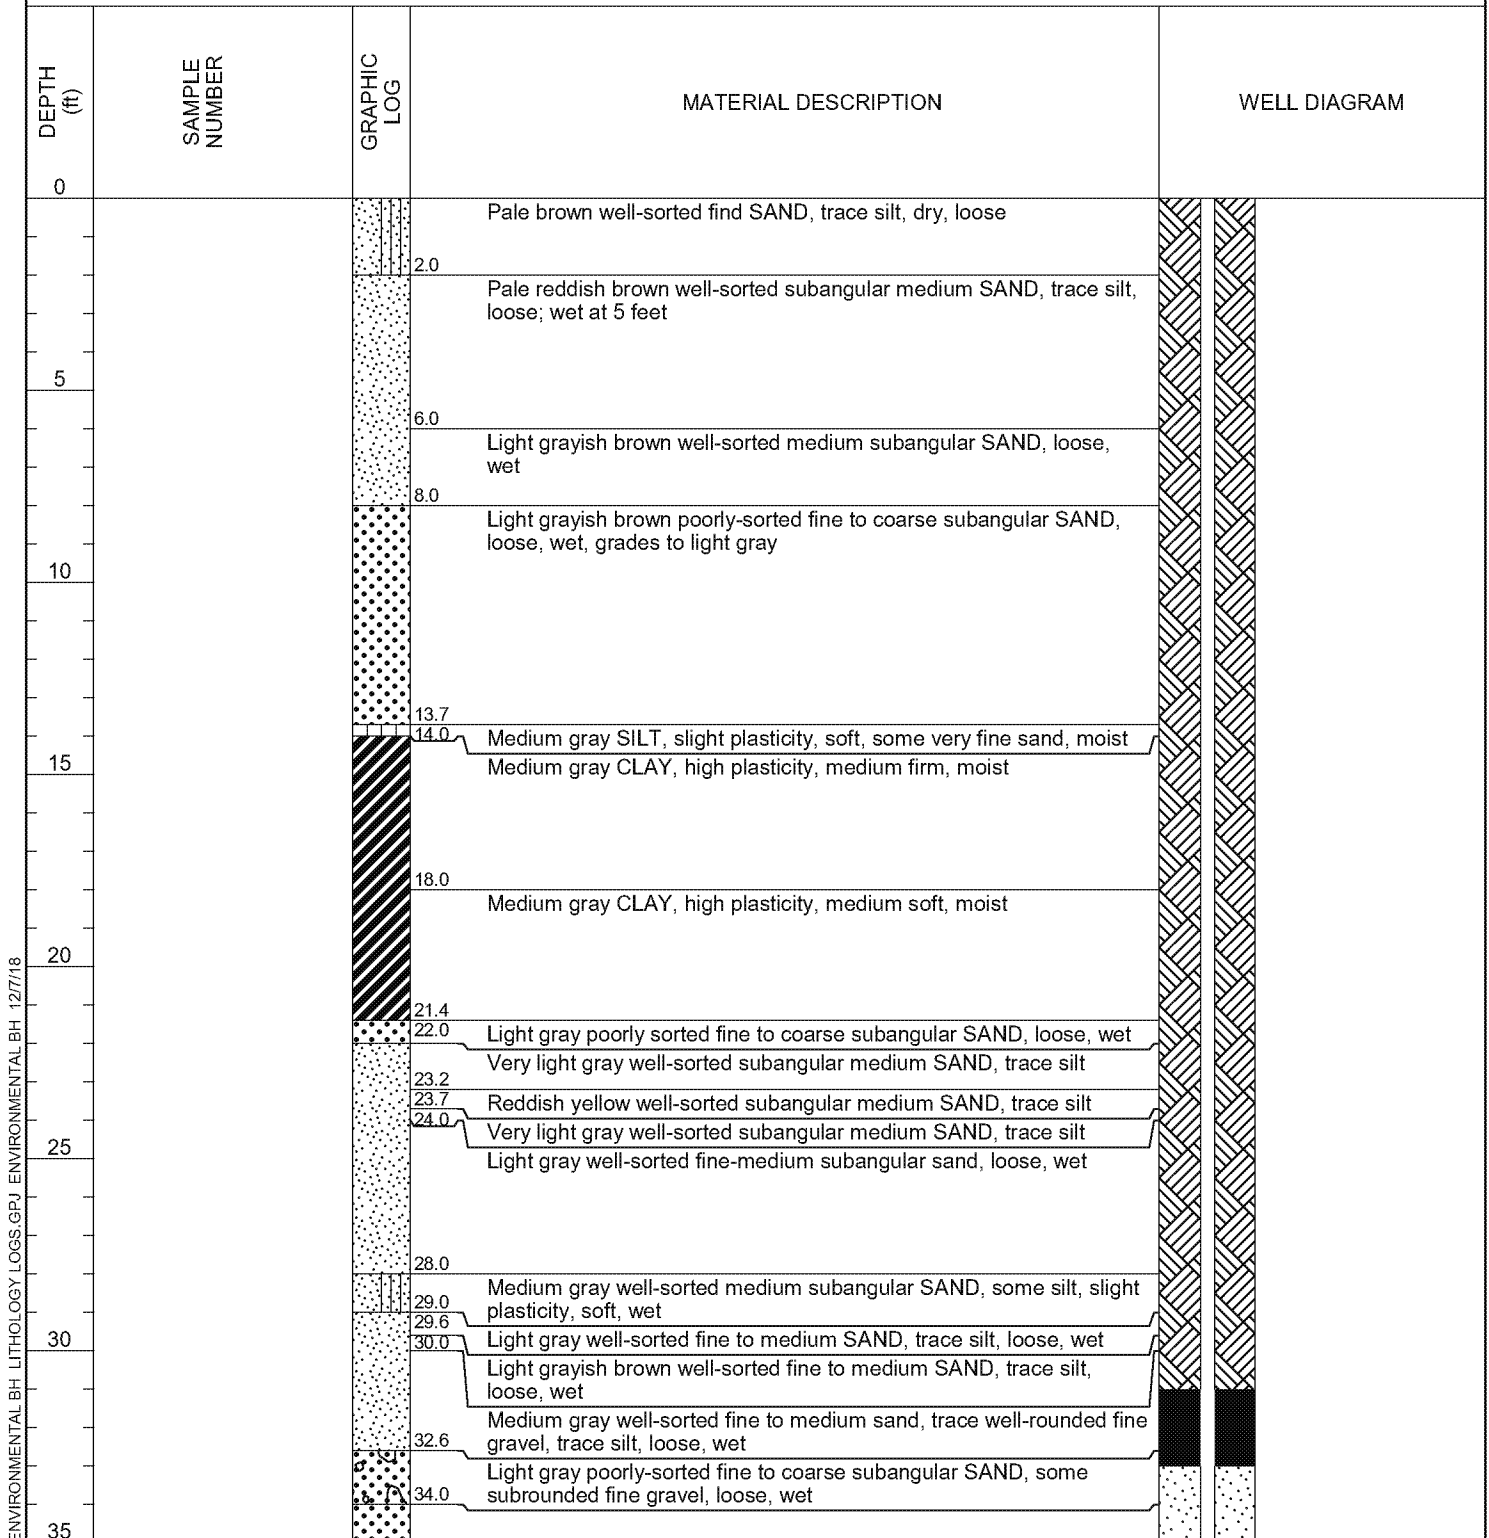 DEPTH
(ft)
SAMPLE
NUMBER
GRAPHIC
LOG
MATERIAL DESCRIPTION
WELL DIAGRAM
0
Pale brown well-sorted find SAND, trace silt, dry, loose
2.0
Pale reddish brown well-sorted subangular medium SAND, trace silt,
loose; wet at 5 feet
5
6.0
Light grayish brown well-sorted medium subangular SAND, loose,
wet
8.0
Light grayish brown poorly-sorted fine to coarse subangular SAND,
loose, wet, grades to light gray
10
13.7
14.0
Medium gray SILT, slight plasticity, soft, some very fine sand, moist
15
Medium gray CLAY, high plasticity, medium firm, moist
18.0
Medium gray CLAY, high plasticity, medium soft, moist
20
21.4
22.0
Light gray poorly sorted fine to coarse subangular SAND, loose, wet
Very light gray well-sorted subangular medium SAND, trace silt
23.2
23.7
Reddish yellow well-sorted subangular medium SAND, trace silt
24.0
Very light gray well-sorted subangular medium SAND, trace silt
25
Light gray well-sorted fine-medium subangular sand, loose, wet
28.0
Medium gray well-sorted medium subangular SAND, some silt, slight
plasticity, soft, wet
29.0
29.6
30
30.0
Light gray well-sorted fine to medium SAND, trace silt, loose, wet
Light grayish brown well-sorted fine to medium SAND, trace silt,
loose, wet
Medium gray well-sorted fine to medium sand, trace well-rounded fine
gravel, trace silt, loose, wet
32.6
Light gray poorly-sorted fine to coarse subangular SAND, some
subrounded fine gravel, loose, wet
34.0
35
ENVIRONMENTAL BH LITHOLOGY LOGS.GPJ ENVIRONMENTAL BH 12/7/18